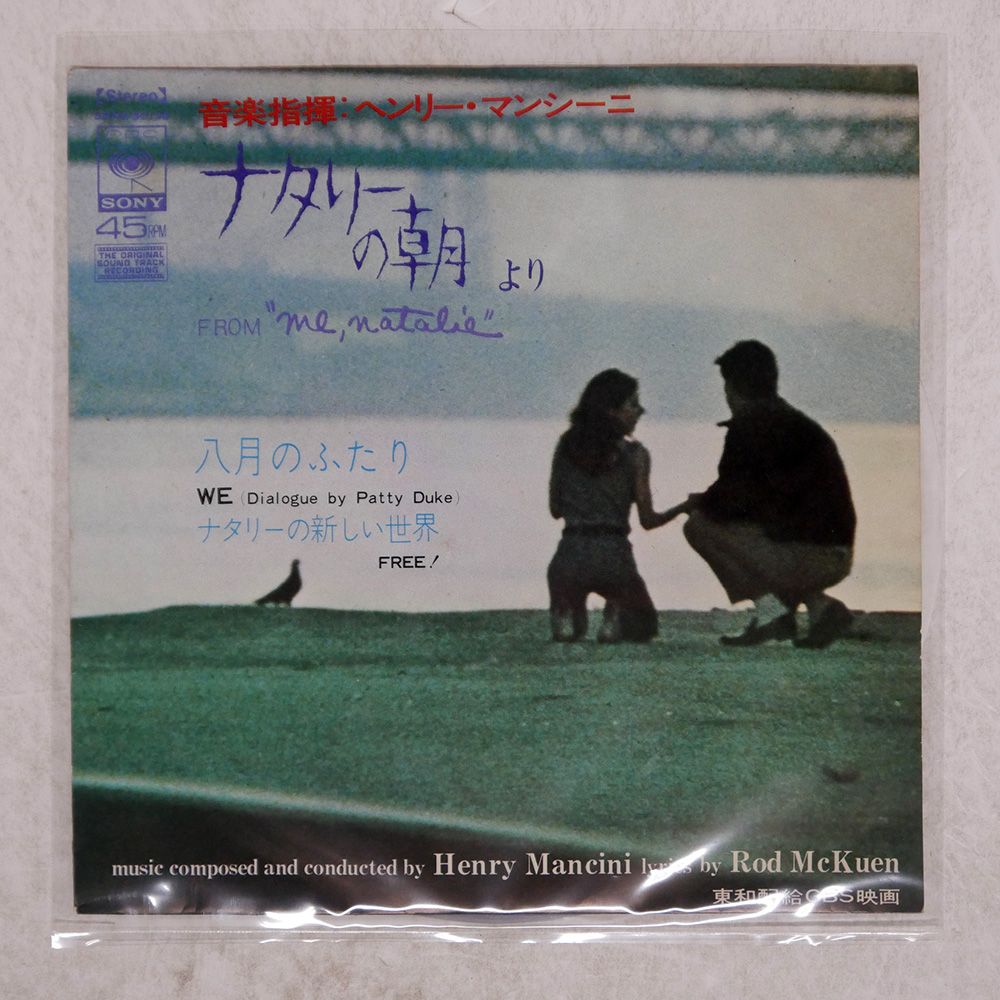 [Stereo]
音楽指揮:ヘンリー・マンシーニ
CBS
SONY
45RPM
THE ORIGINAL
SOUND TRACK
RECORDING
ナタリー
の朝より
FROM "me, natalie"
八月のふたり
WE (Dialogue by Patty Duke)
ナタリーの新しい世界
FREE!
music composed and conducted by Henry Mancini lyrics by Rod McKuen
東和配給CBS映画